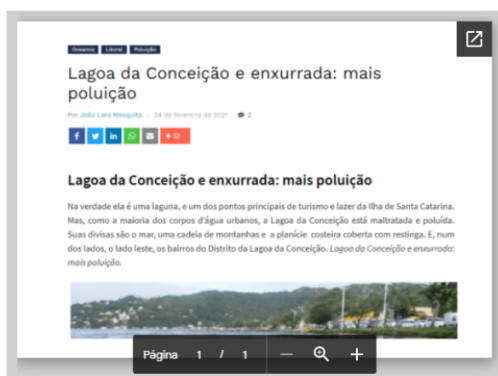 Oceanos Litoral Poluição
Lagoa da Conceição e enxurrada: mais
poluição
Por João Lara Mesquita . 24 de fevereiro de 2021 . 2
Lagoa da Conceição e enxurrada: mais poluição
Na verdade ela é uma laguna, e um dos pontos principais de turismo e lazer da Ilha de Santa Catarina.
Mas, como a maioria dos corpos d'água urbanos, a Lagoa da Conceição está maltratada e poluída.
Suas divisas são o mar, uma cadeia de montanhas e a planície costeira coberta com restinga. E, num
dos lados, o lado leste, os bairros do Distrito da Lagoa da Conceição. Lagoa da Conceição e enxurrada:
mais poluição.
Página 1 / 1